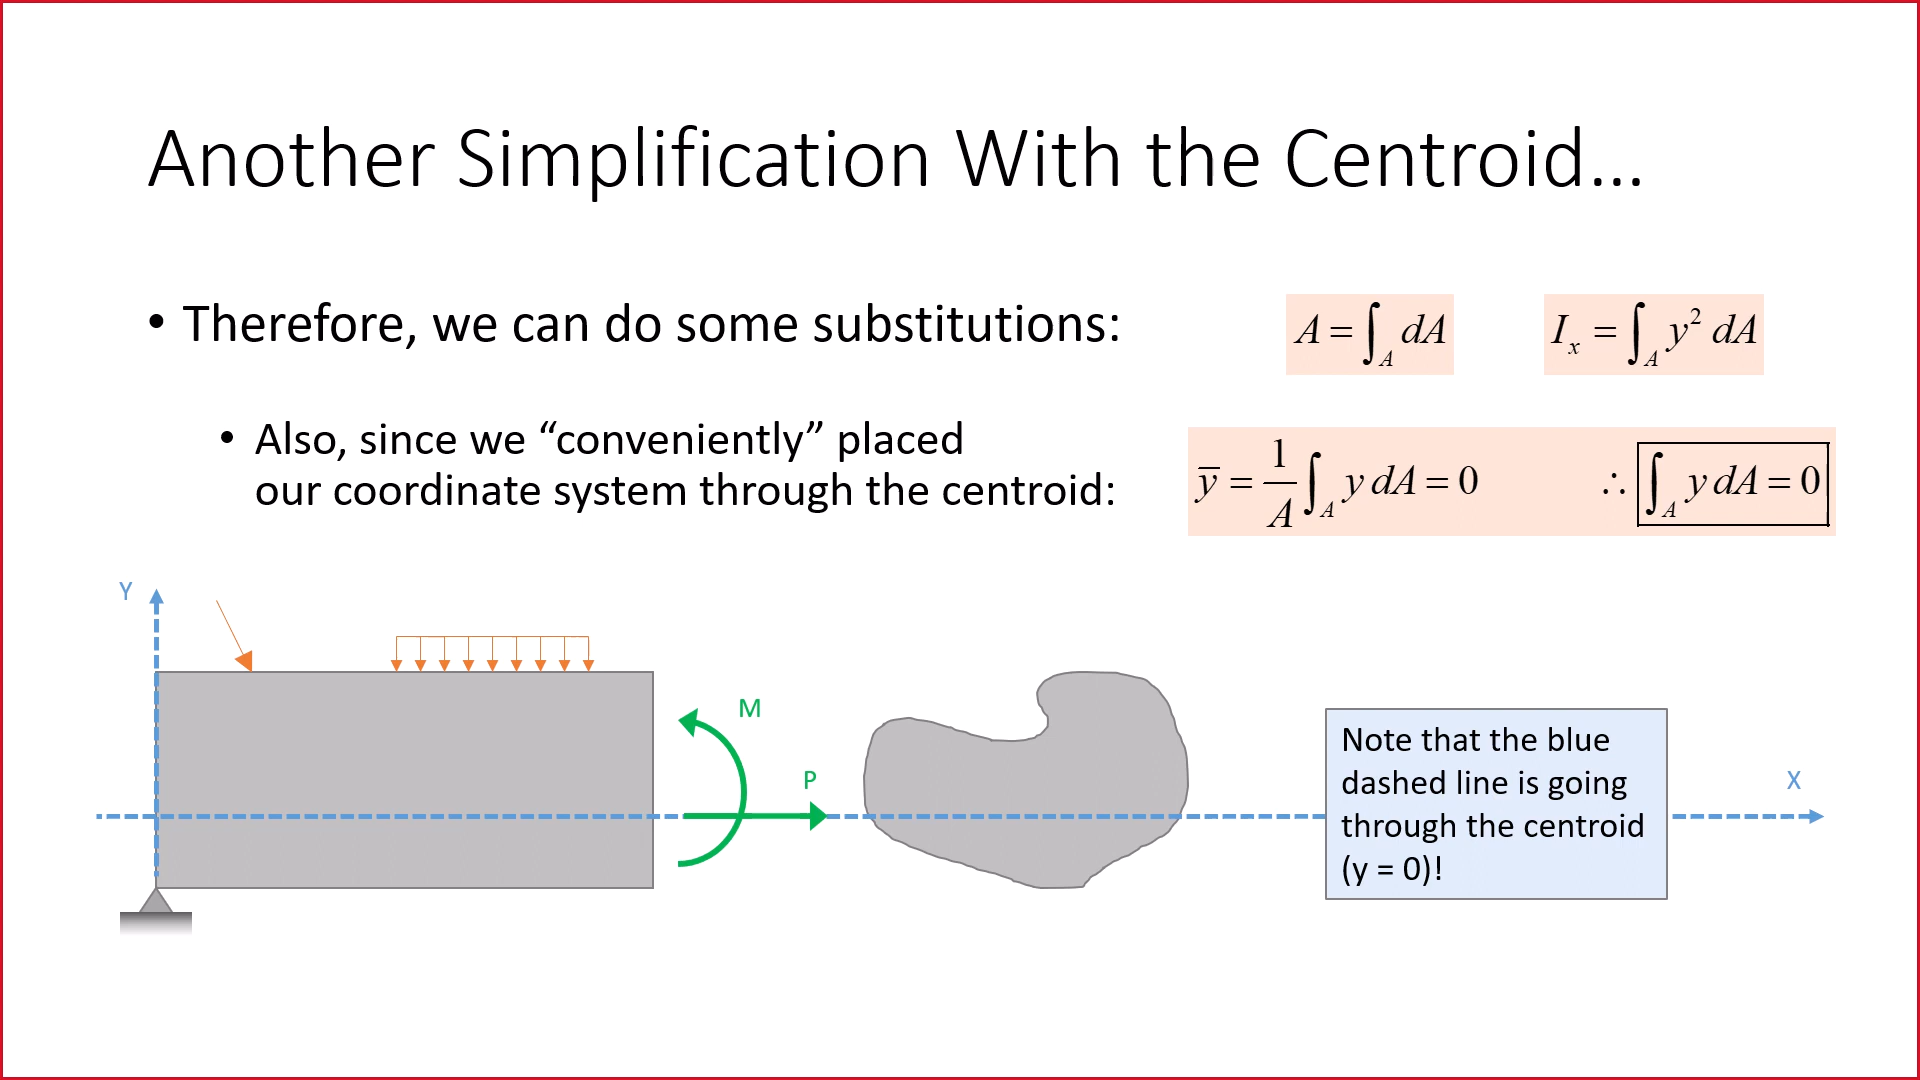 Another Simplification With the Centroid...
• Therefore, we can do some substitutions:
A = ∫_A dA
I_x = ∫_A y² dA
• Also, since we “conveniently” placed
our coordinate system through the centroid:
ȳ = 1/A ∫_A y dA = 0
∴ ∫_A y dA = 0
Y
M
P
X
Note that the blue
dashed line is going
through the centroid
(y = 0)!